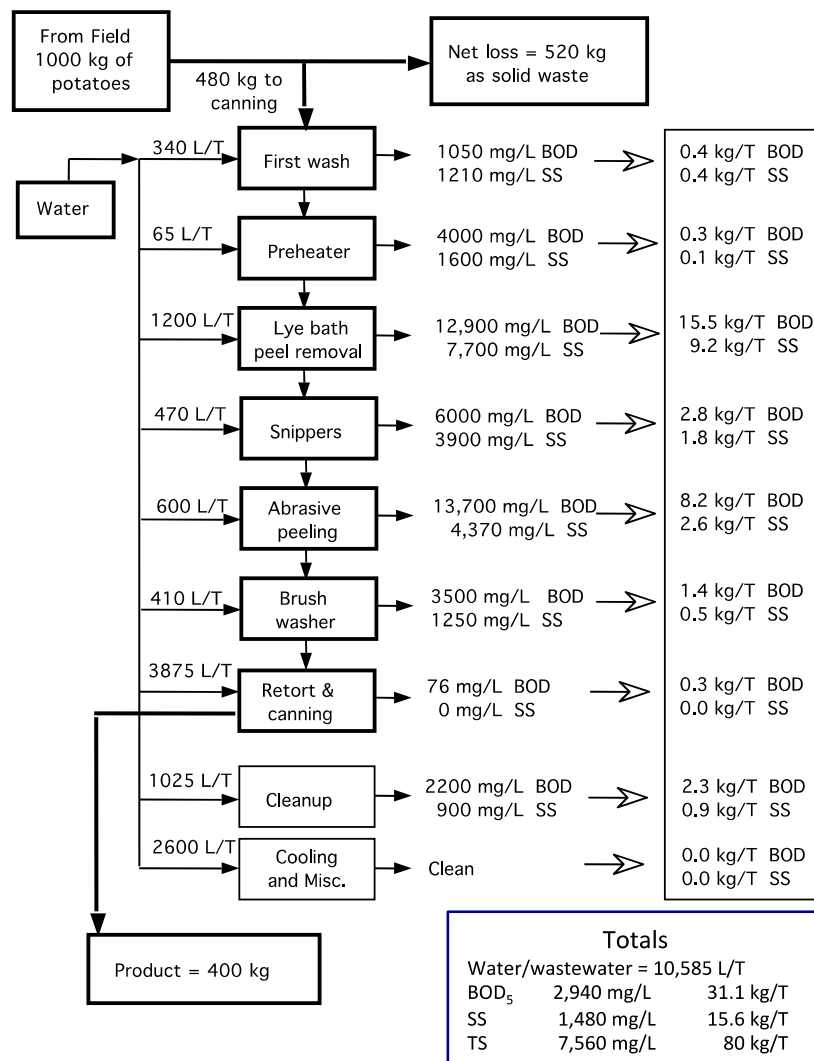 From Field
1000 kg of
potatoes
Net loss = 520 kg
as solid waste
480 kg to
canning
Water
340 L/T
First wash
1050 mg/L BOD
1210 mg/L SS
0.4 kg/T BOD
0.4 kg/T SS
65 L/T
Preheater
4000 mg/L BOD
1600 mg/L SS
0.3 kg/T BOD
0.1 kg/T SS
1200 L/T
Lye bath
peel removal
12,900 mg/L BOD
7,700 mg/L SS
15.5 kg/T BOD
9.2 kg/T SS
470 L/T
Snippers
6000 mg/L BOD
3900 mg/L SS
2.8 kg/T BOD
1.8 kg/T SS
600 L/T
Abrasive
peeling
13,700 mg/L BOD
4,370 mg/L SS
8.2 kg/T BOD
2.6 kg/T SS
410 L/T
Brush
washer
3500 mg/L BOD
1250 mg/L SS
1.4 kg/T BOD
0.5 kg/T SS
3875 L/T
Retort &
canning
76 mg/L BOD
0 mg/L SS
0.3 kg/T BOD
0.0 kg/T SS
1025 L/T
Cleanup
2200 mg/L BOD
900 mg/L SS
2.3 kg/T BOD
0.9 kg/T SS
2600 L/T
Cooling
and Misc.
Clean
0.0 kg/T BOD
0.0 kg/T SS
Product = 400 kg
Totals
Water/wastewater = 10,585 L/T
BOD₅ 2,940 mg/L 31.1 kg/T
SS 1,480 mg/L 15.6 kg/T
TS 7,560 mg/L 80 kg/T